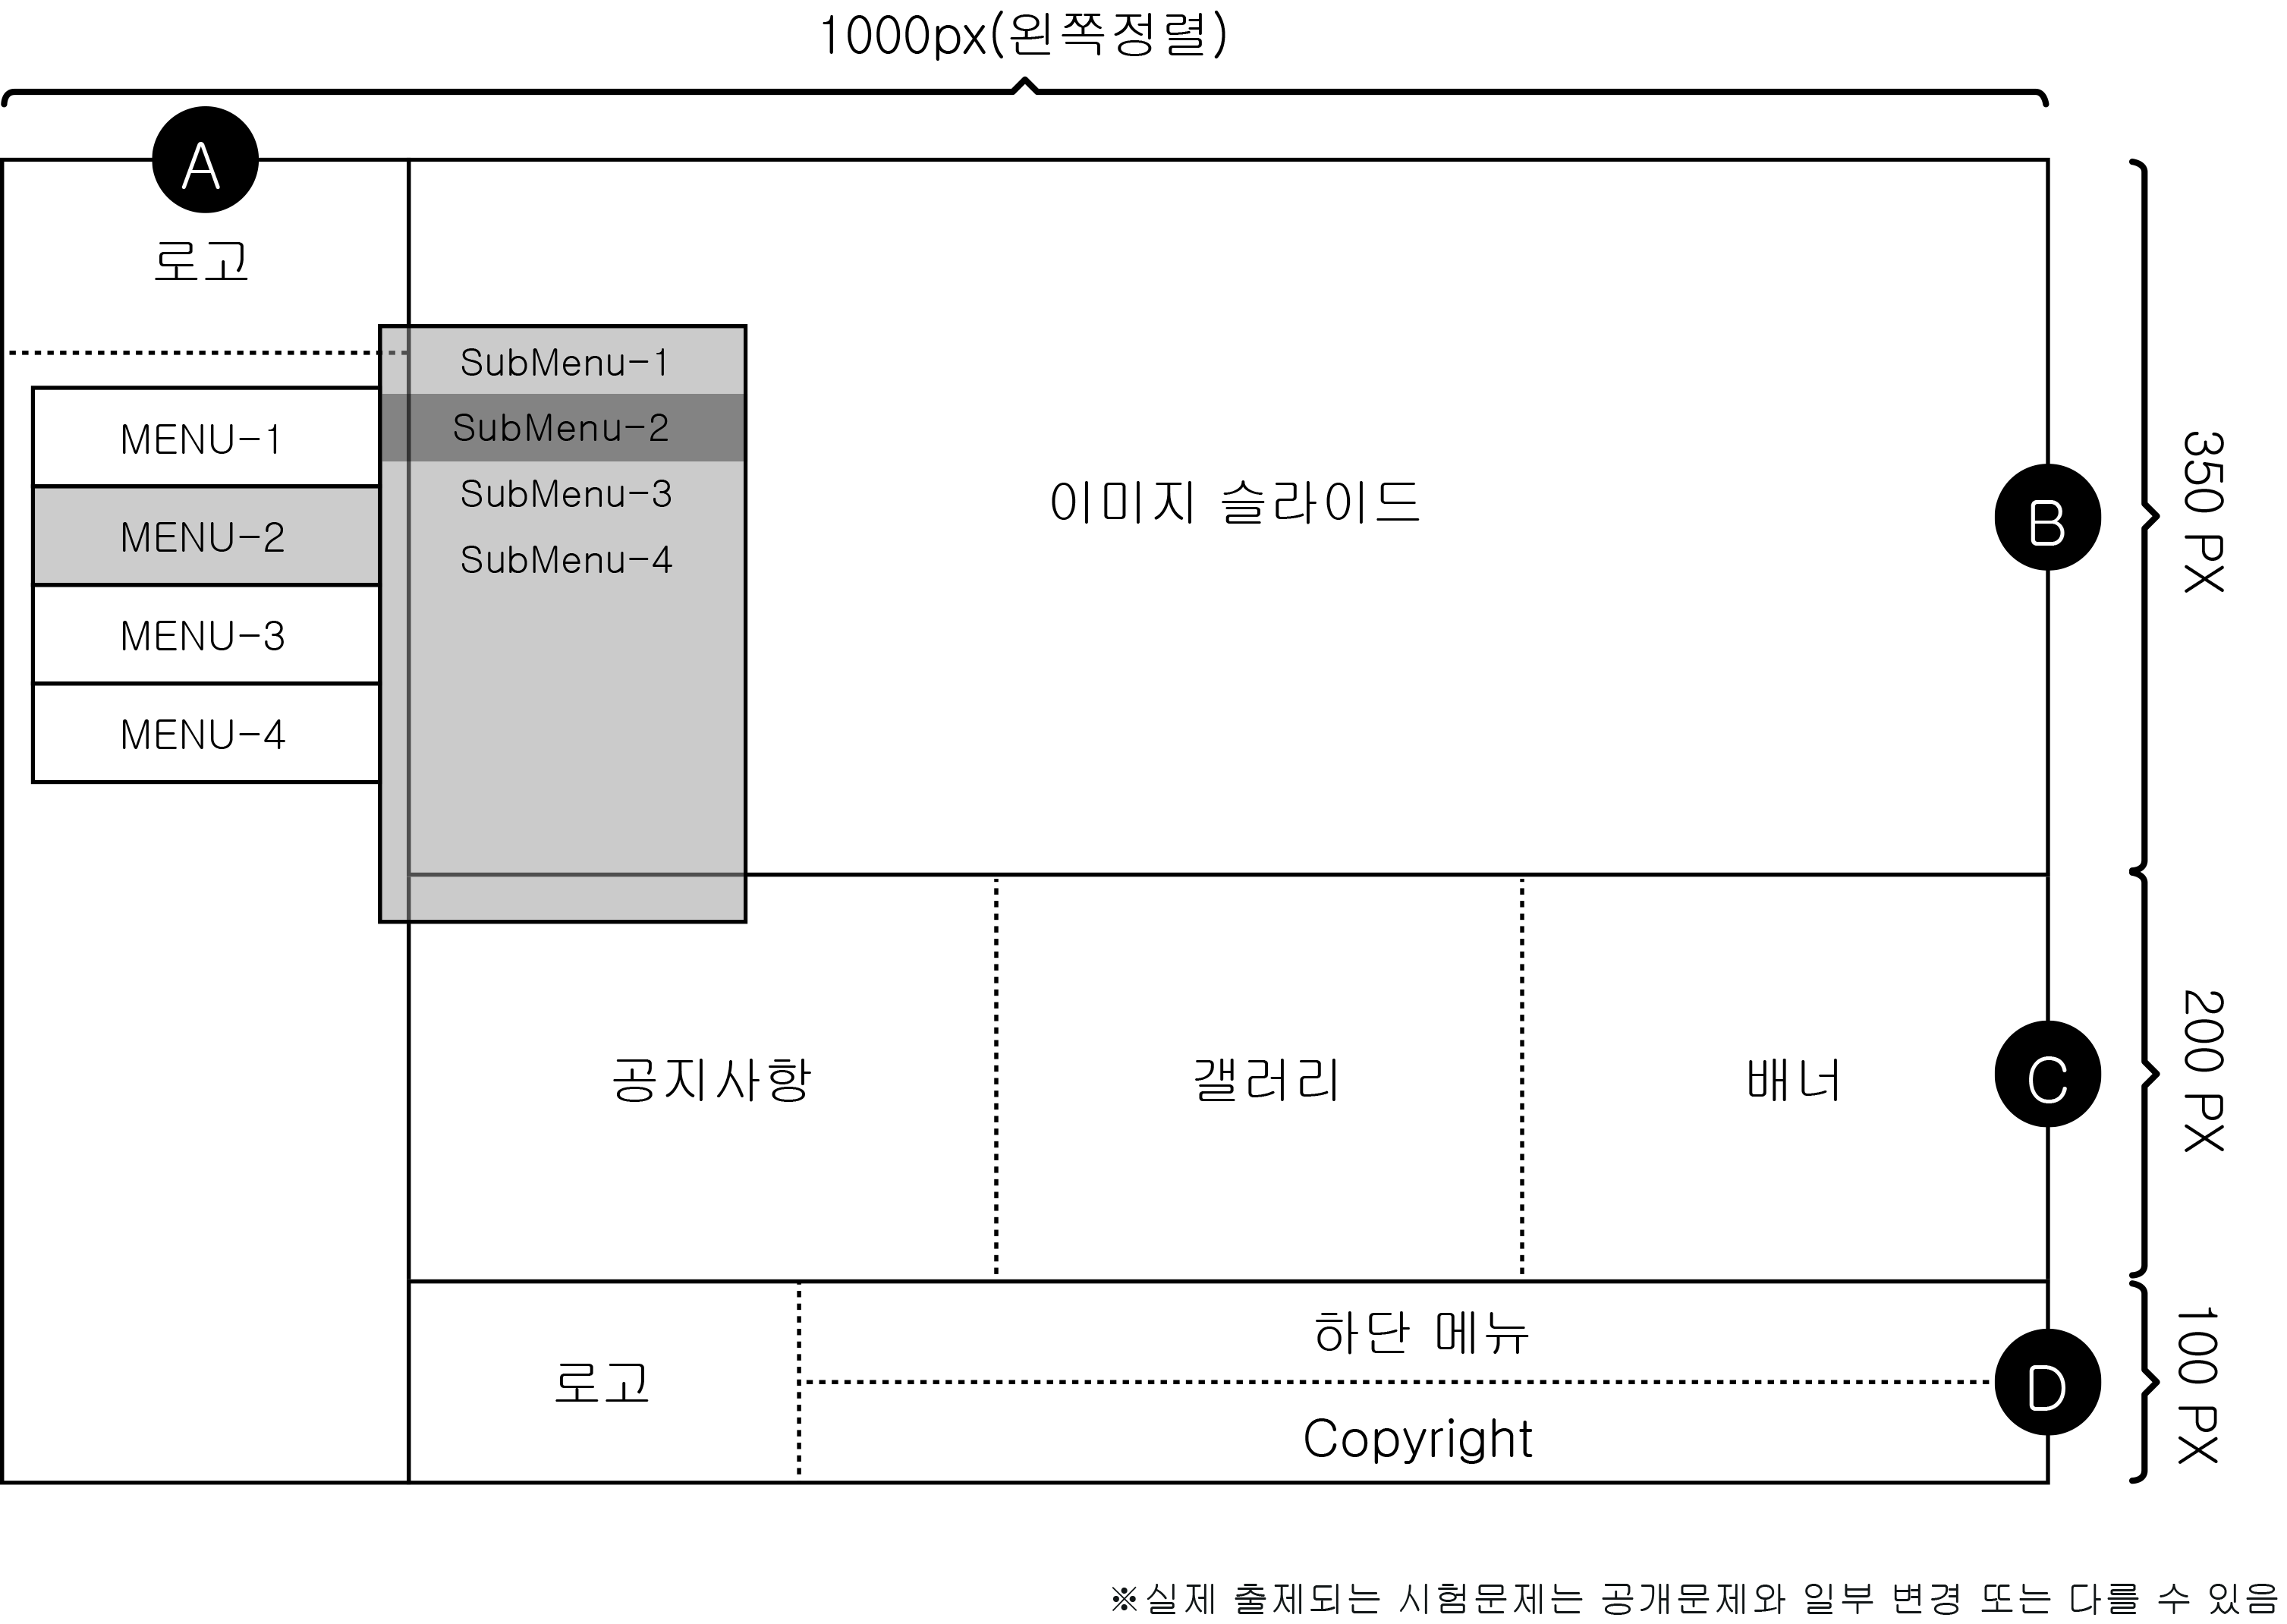 1000px(왼쪽정렬)
A
로고
MENU-1
MENU-2
MENU-3
MENU-4
SubMenu-1
SubMenu-2
SubMenu-3
SubMenu-4
이미지 슬라이드
B
350 PX
공지사항
갤러리
배너
C
200 PX
로고
하단 메뉴
Copyright
D
100 PX
※실제 출제되는 시험문제는 공개문제와 일부 변경 또는 다를 수 있음